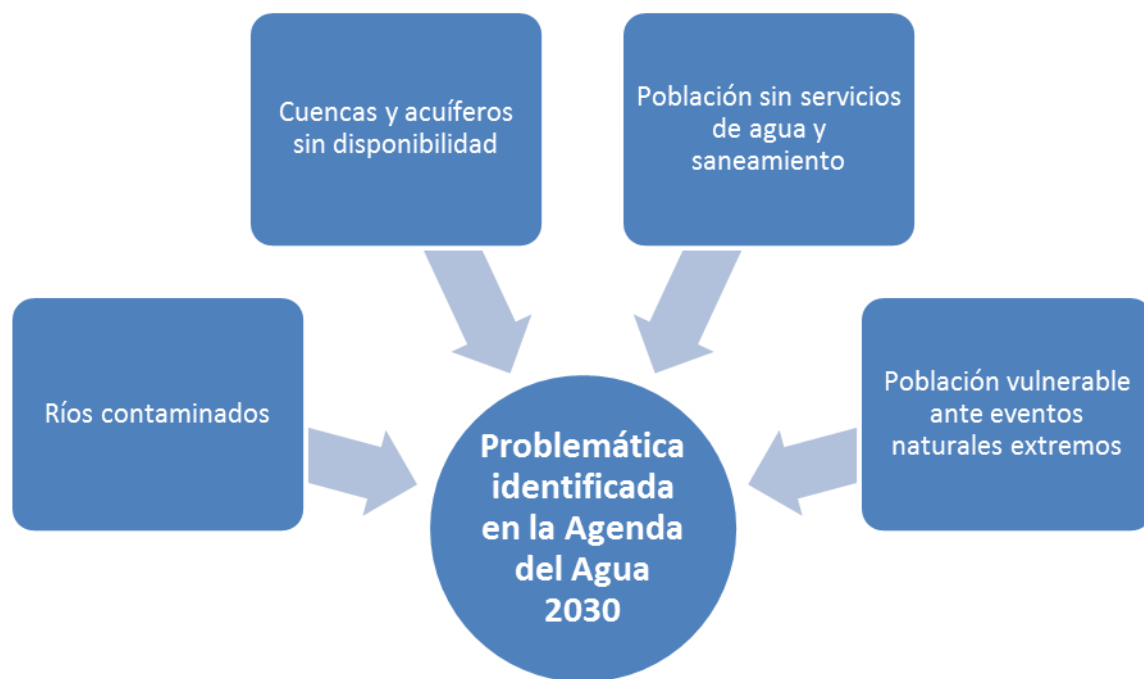 Cuencas y acuíferos
sin disponibilidad
Población sin servicios
de agua y
saneamiento
Ríos contaminados
Población vulnerable
ante eventos
naturales extremos
Problemática
identificada
en la Agenda
del Agua
2030